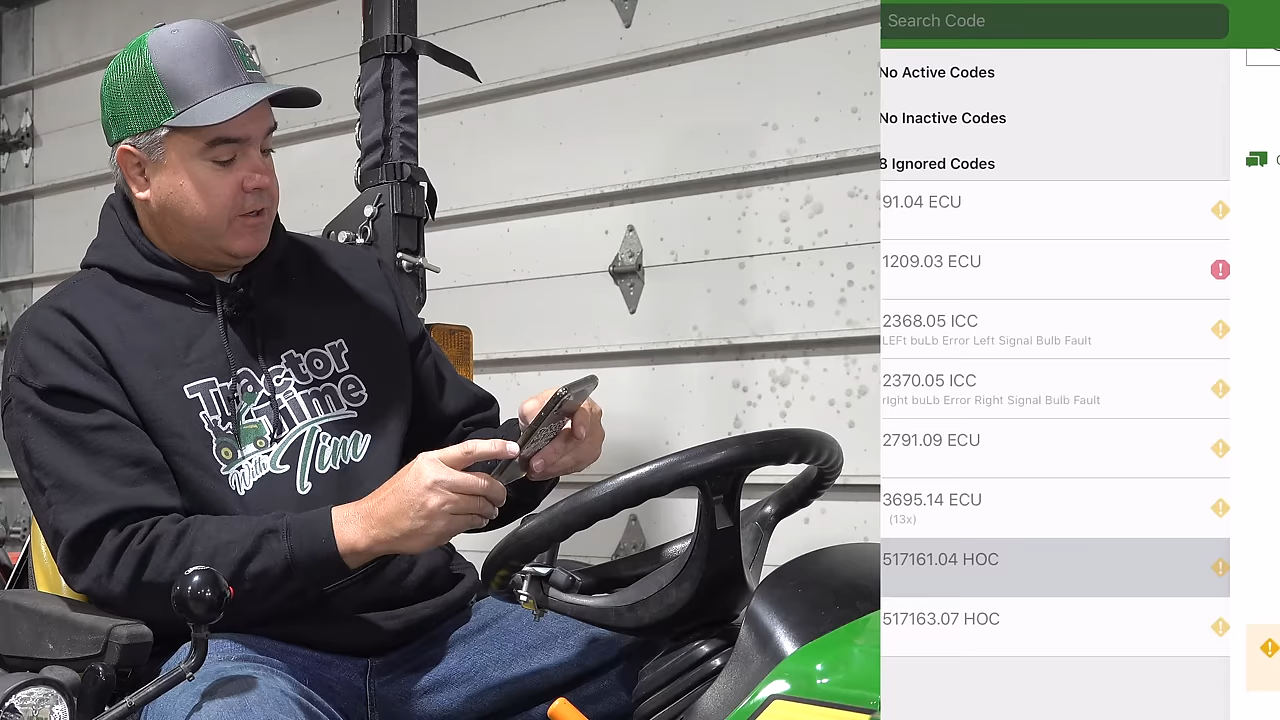 Tractor
Time
with Tim
Search Code
No Active Codes
No Inactive Codes
8 Ignored Codes
91.04 ECU
1209.03 ECU
2368.05 ICC
LEFt buLb Error Left Signal Bulb Fault
2370.05 ICC
rIght buLb Error Right Signal Bulb Fault
2791.09 ECU
3695.14 ECU
(13x)
517161.04 HOC
517163.07 HOC